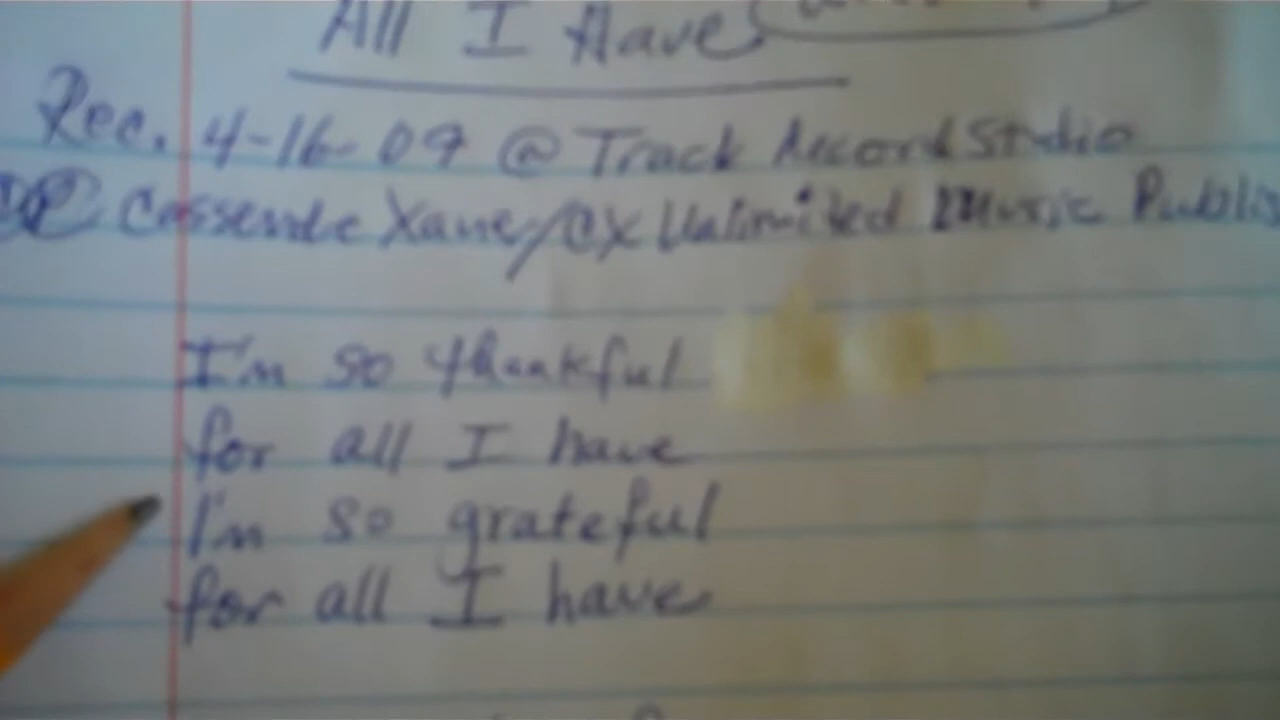 All I Have
Rec. 4-16-09 @ Track Record Studio
Cassende Xane/CX Unlimited Music Publis
I'm so thankful
for all I have
I'm so grateful
for all I have